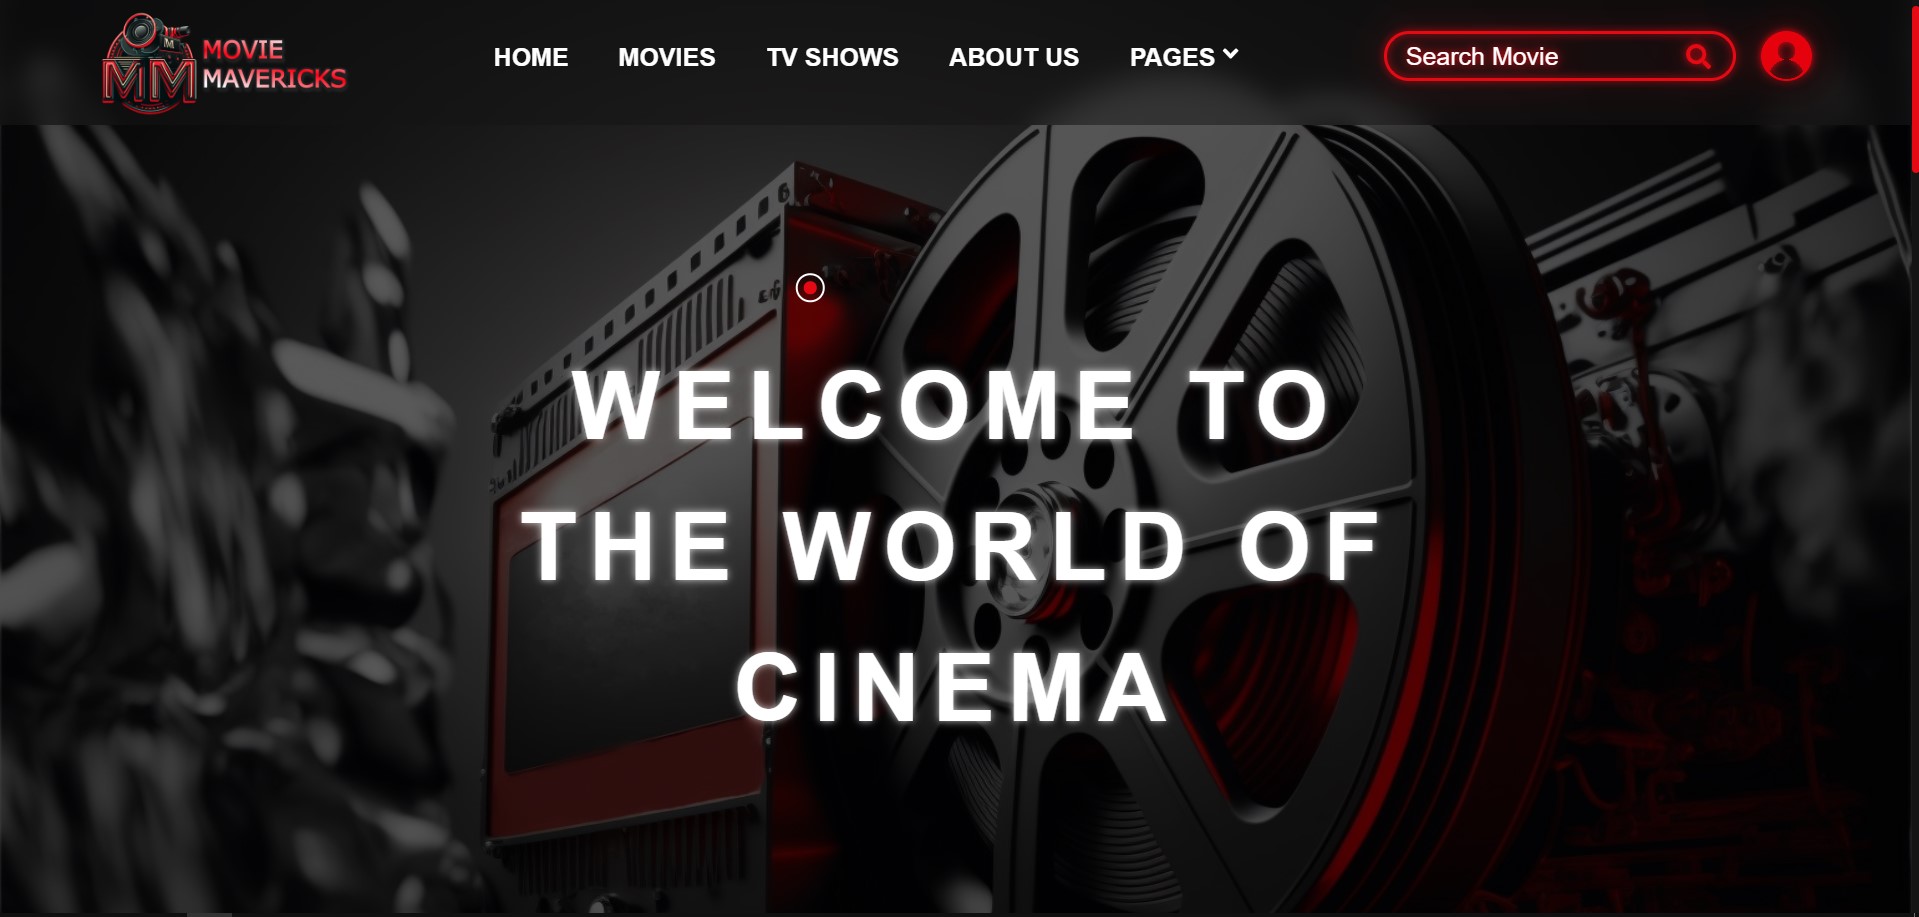 MOVIE
MAVERICKS
MM
HOME
MOVIES
TV SHOWS
ABOUT US
PAGES
Search Movie
WELCOME TO
THE WORLD OF
CINEMA